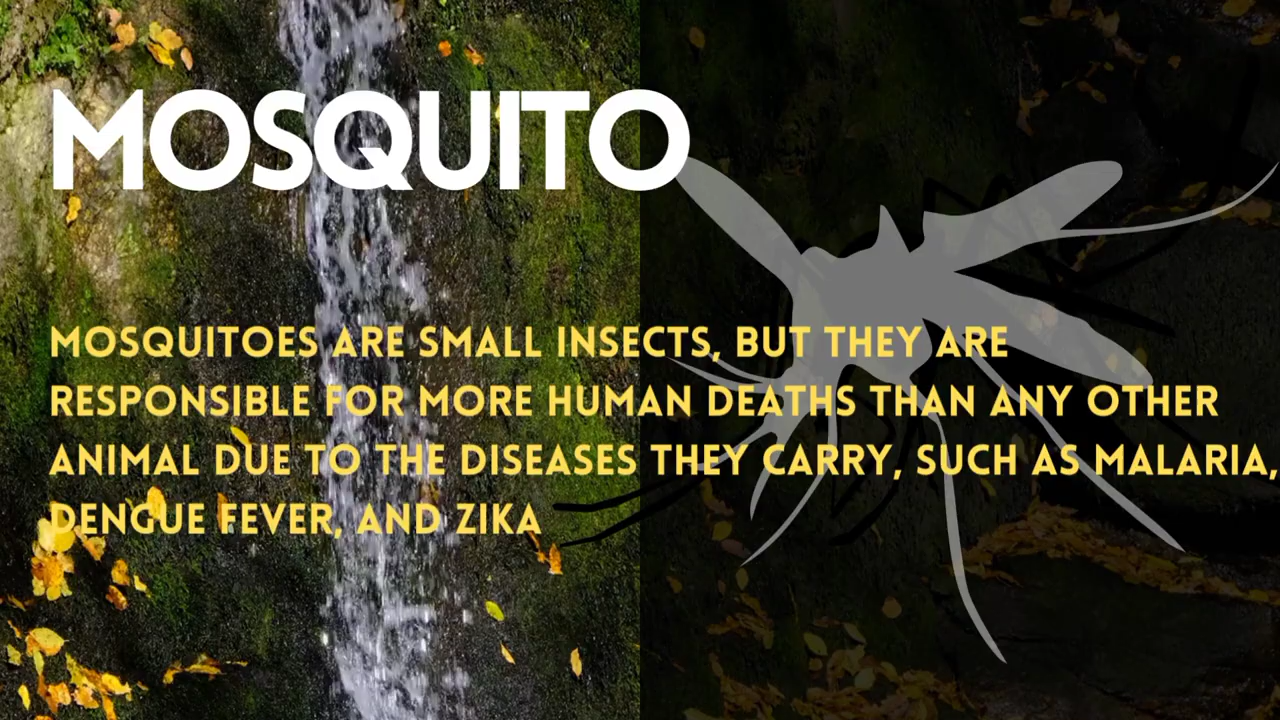 MOSQUITO
MOSQUITOES ARE SMALL INSECTS, BUT THEY ARE
RESPONSIBLE FOR MORE HUMAN DEATHS THAN ANY OTHER
ANIMAL DUE TO THE DISEASES THEY CARRY, SUCH AS MALARIA,
DENGUE FEVER, AND ZIKA